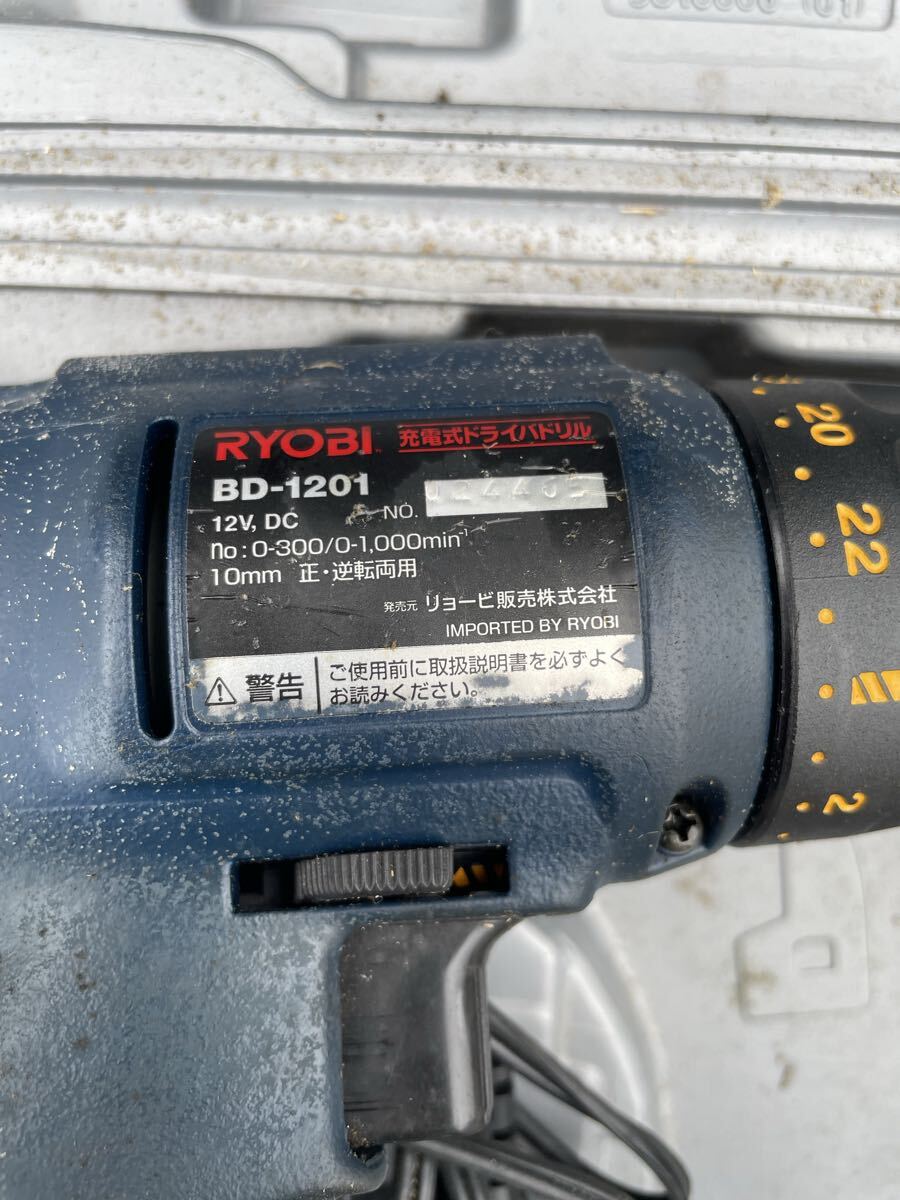 RYOBI 充電式ドライバドリル
BD-1201
12V, DC NO.
no: 0-300/0-1,000min⁻¹
10mm 正・逆転両用
発売元 リョービ販売株式会社
IMPORTED BY RYOBI
⚠ 警告 ご使用前に取扱説明書を必ずよく
お読みください。
20
22
2